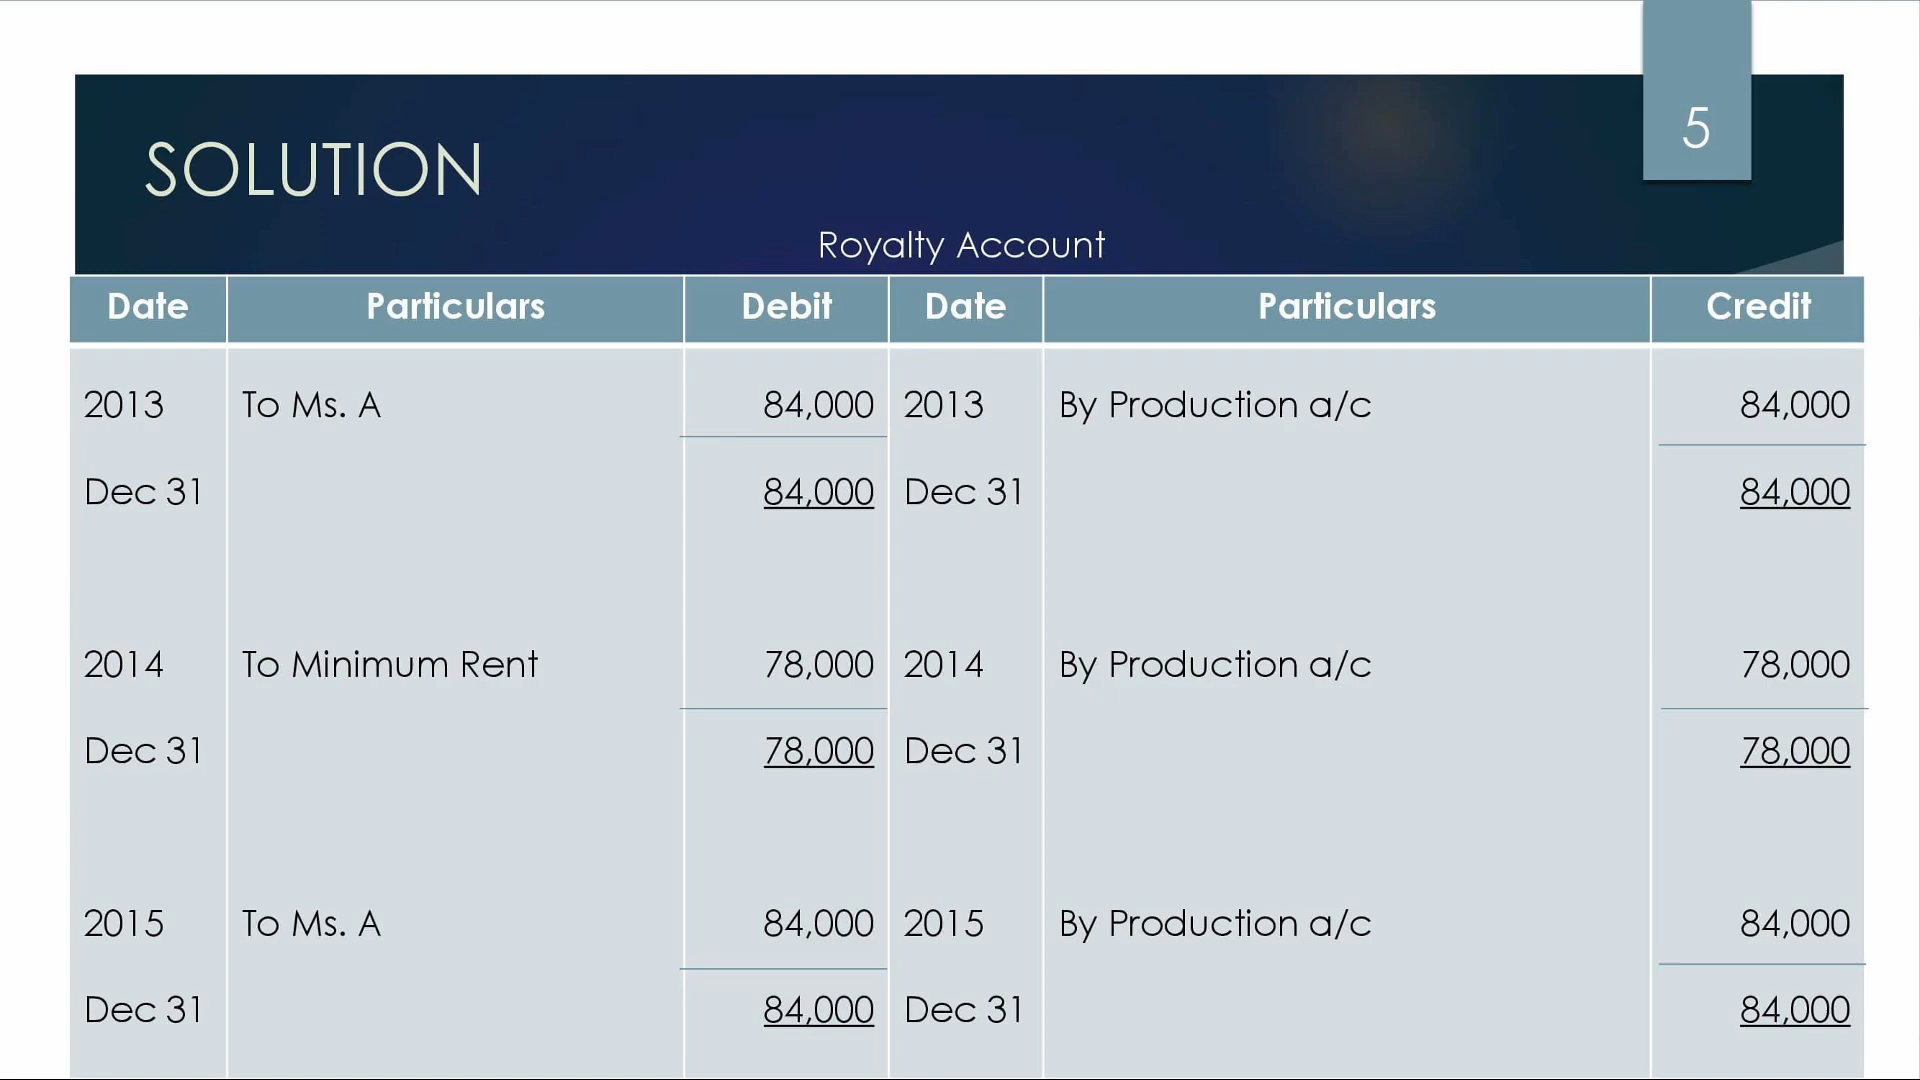 5
SOLUTION
Royalty Account
Date Particulars Debit Date Particulars Credit
2013 To Ms. A 84,000 2013 By Production a/c 84,000
Dec 31 84,000 Dec 31 84,000
2014 To Minimum Rent 78,000 2014 By Production a/c 78,000
Dec 31 78,000 Dec 31 78,000
2015 To Ms. A 84,000 2015 By Production a/c 84,000
Dec 31 84,000 Dec 31 84,000